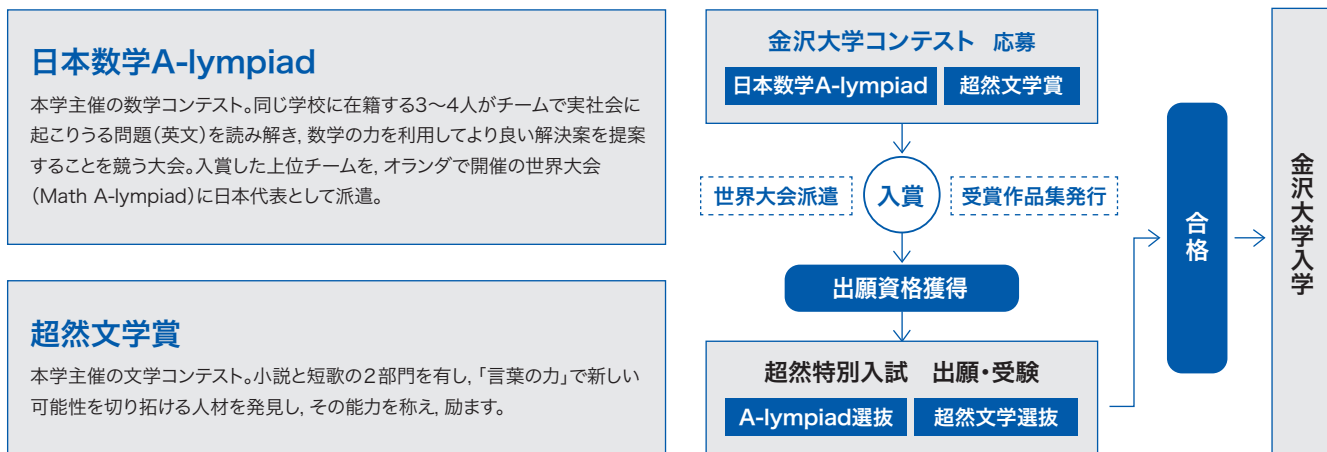 日本数学A-lympiad
本学主催の数学コンテスト。同じ学校に在籍する3〜4人がチームで実社会に
起こりうる問題（英文）を読み解き, 数学の力を利用してより良い解決案を提案
することを競う大会。入賞した上位チームを, オランダで開催の世界大会
（Math A-lympiad）に日本代表として派遣。
超然文学賞
本学主催の文学コンテスト。小説と短歌の2部門を有し, 「言葉の力」で新しい
可能性を切り拓ける人材を発見し, その能力を称え, 励ます。
金沢大学コンテスト 応募
日本数学A-lympiad 超然文学賞
世界大会派遣 入賞 受賞作品集発行
出願資格獲得
超然特別入試 出願・受験
A-lympiad選抜 超然文学選抜
合格
金沢大学入学